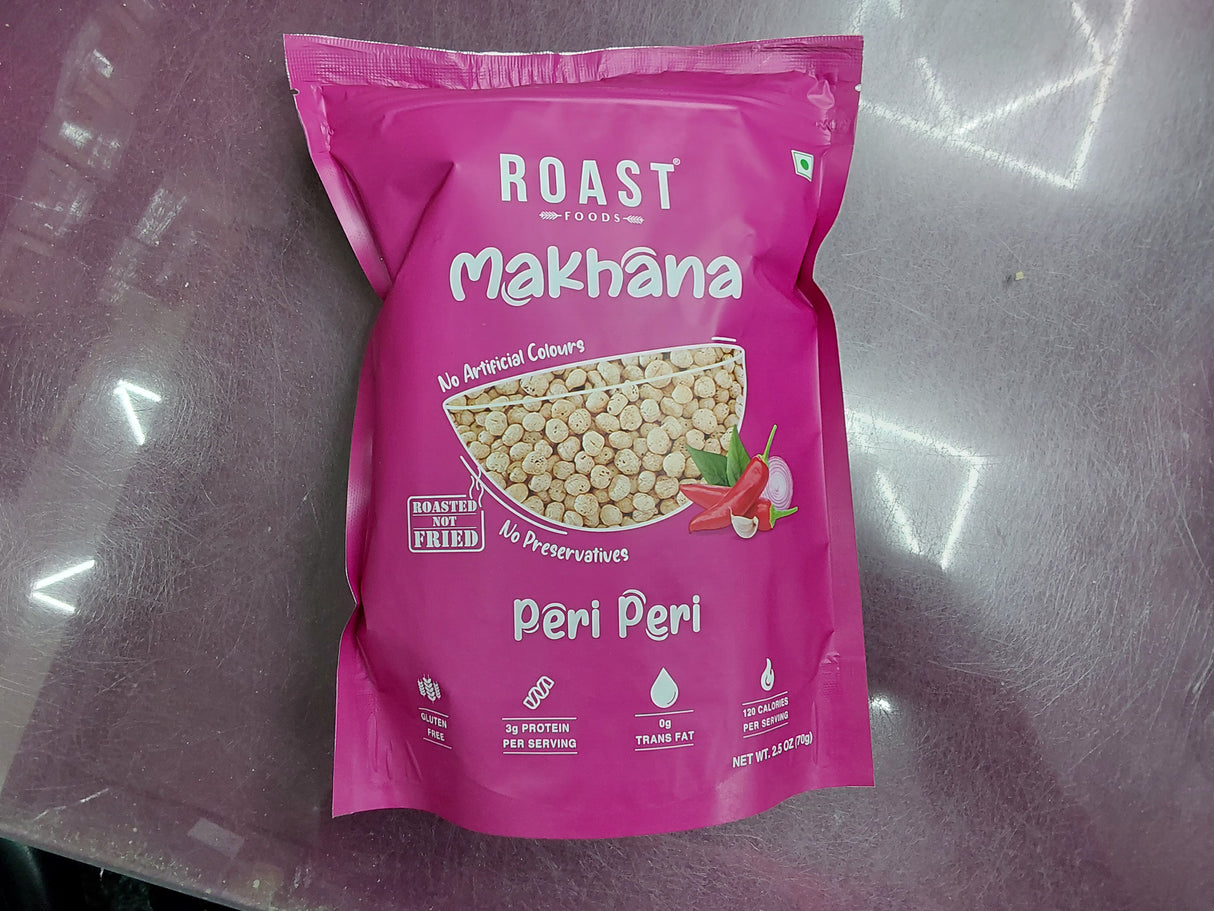 ROAST®
FOODS
Makhana
No Artificial Colours
ROASTED
NOT
FRIED
No Preservatives
Peri Peri
GLUTEN
FREE
3g PROTEIN
PER SERVING
0g
TRANS FAT
120 CALORIES
PER SERVING
NET WT. 2.5 OZ (70g)